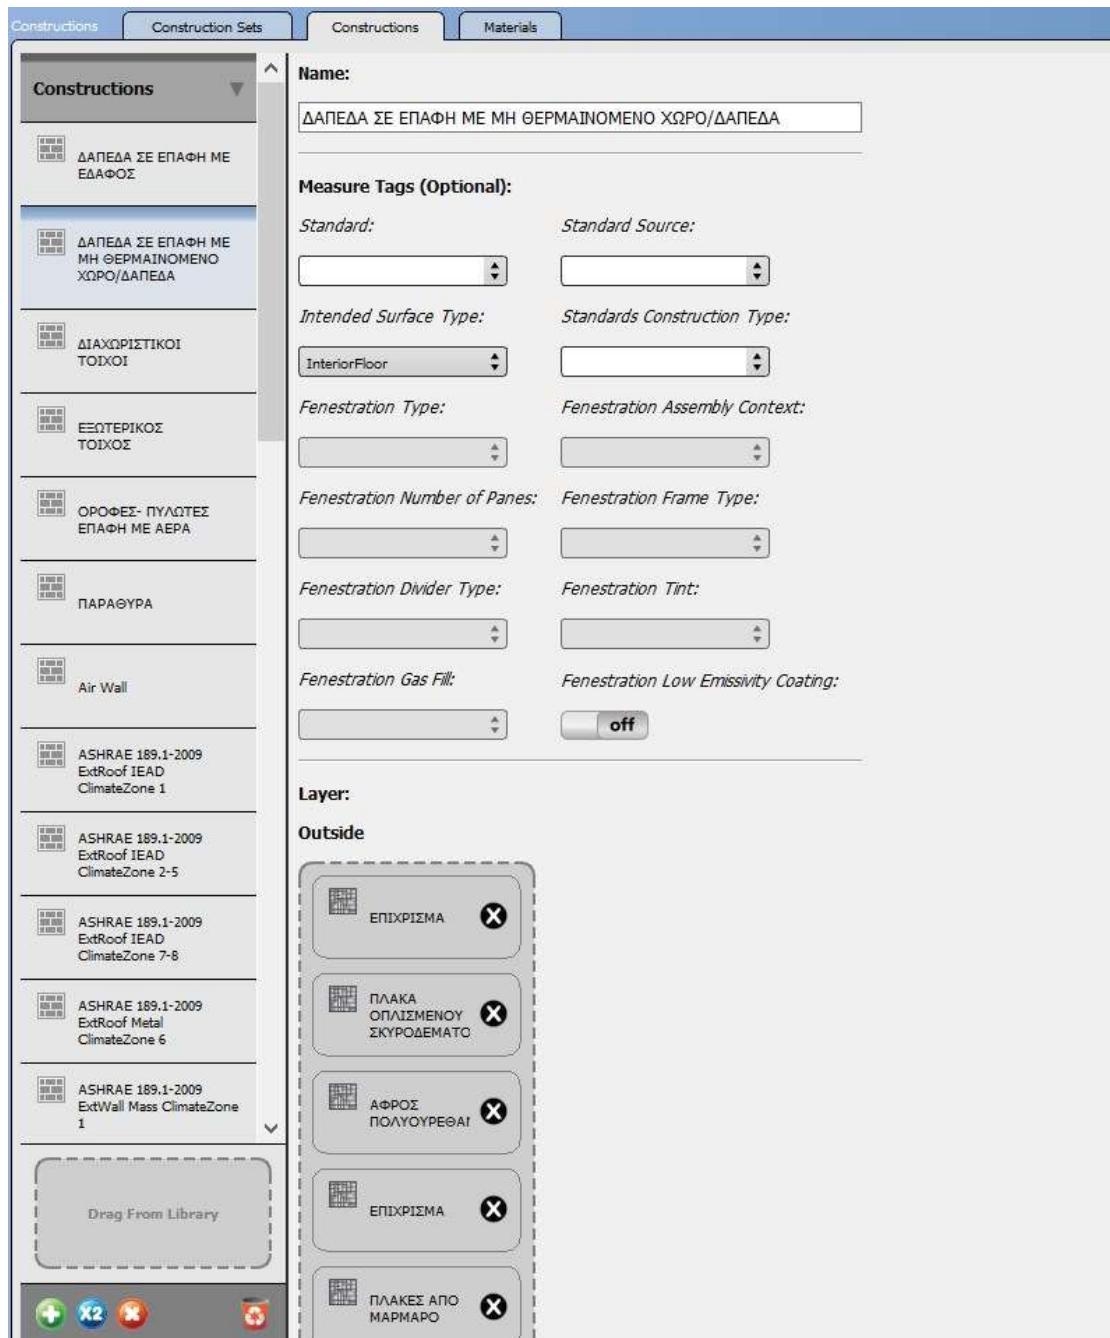 Constructions
Construction Sets
Constructions
Materials
Constructions
ΔΑΠΕΔΑ ΣΕ ΕΠΑΦΗ ΜΕ
ΕΔΑΦΟΣ
ΔΑΠΕΔΑ ΣΕ ΕΠΑΦΗ ΜΕ
ΜΗ ΘΕΡΜΑΙΝΟΜΕΝΟ
ΧΩΡΟ/ΔΑΠΕΔΑ
ΔΙΑΧΩΡΙΣΤΙΚΟΙ
ΤΟΙΧΟΙ
ΕΞΩΤΕΡΙΚΟΣ
ΤΟΙΧΟΣ
ΟΡΟΦΕΣ- ΠΥΛΩΤΕΣ
ΕΠΑΦΗ ΜΕ ΑΕΡΑ
ΠΑΡΑΘΥΡΑ
Air Wall
ASHRAE 189.1-2009
ExtRoof IEAD
ClimateZone 1
ASHRAE 189.1-2009
ExtRoof IEAD
ClimateZone 2-5
ASHRAE 189.1-2009
ExtRoof IEAD
ClimateZone 7-8
ASHRAE 189.1-2009
ExtRoof Metal
ClimateZone 6
ASHRAE 189.1-2009
ExtWall Mass ClimateZone
1
Drag From Library
X2
Name:
ΔΑΠΕΔΑ ΣΕ ΕΠΑΦΗ ΜΕ ΜΗ ΘΕΡΜΑΙΝΟΜΕΝΟ ΧΩΡΟ/ΔΑΠΕΔΑ
Measure Tags (Optional):
Standard:
Standard Source:
Intended Surface Type:
Standards Construction Type:
InteriorFloor
Fenestration Type:
Fenestration Assembly Context:
Fenestration Number of Panes:
Fenestration Frame Type:
Fenestration Divider Type:
Fenestration Tint:
Fenestration Gas Fill:
Fenestration Low Emissivity Coating:
off
Layer:
Outside
ΕΠΙΧΡΙΣΜΑ
ΠΛΑΚΑ
ΟΠΛΙΣΜΕΝΟΥ
ΣΚΥΡΟΔΕΜΑΤΟ
ΑΦΡΟΣ
ΠΟΛΥΟΥΡΕΘΑΝ
ΕΠΙΧΡΙΣΜΑ
ΠΛΑΚΕΣ ΑΠΟ
ΜΑΡΜΑΡΟ